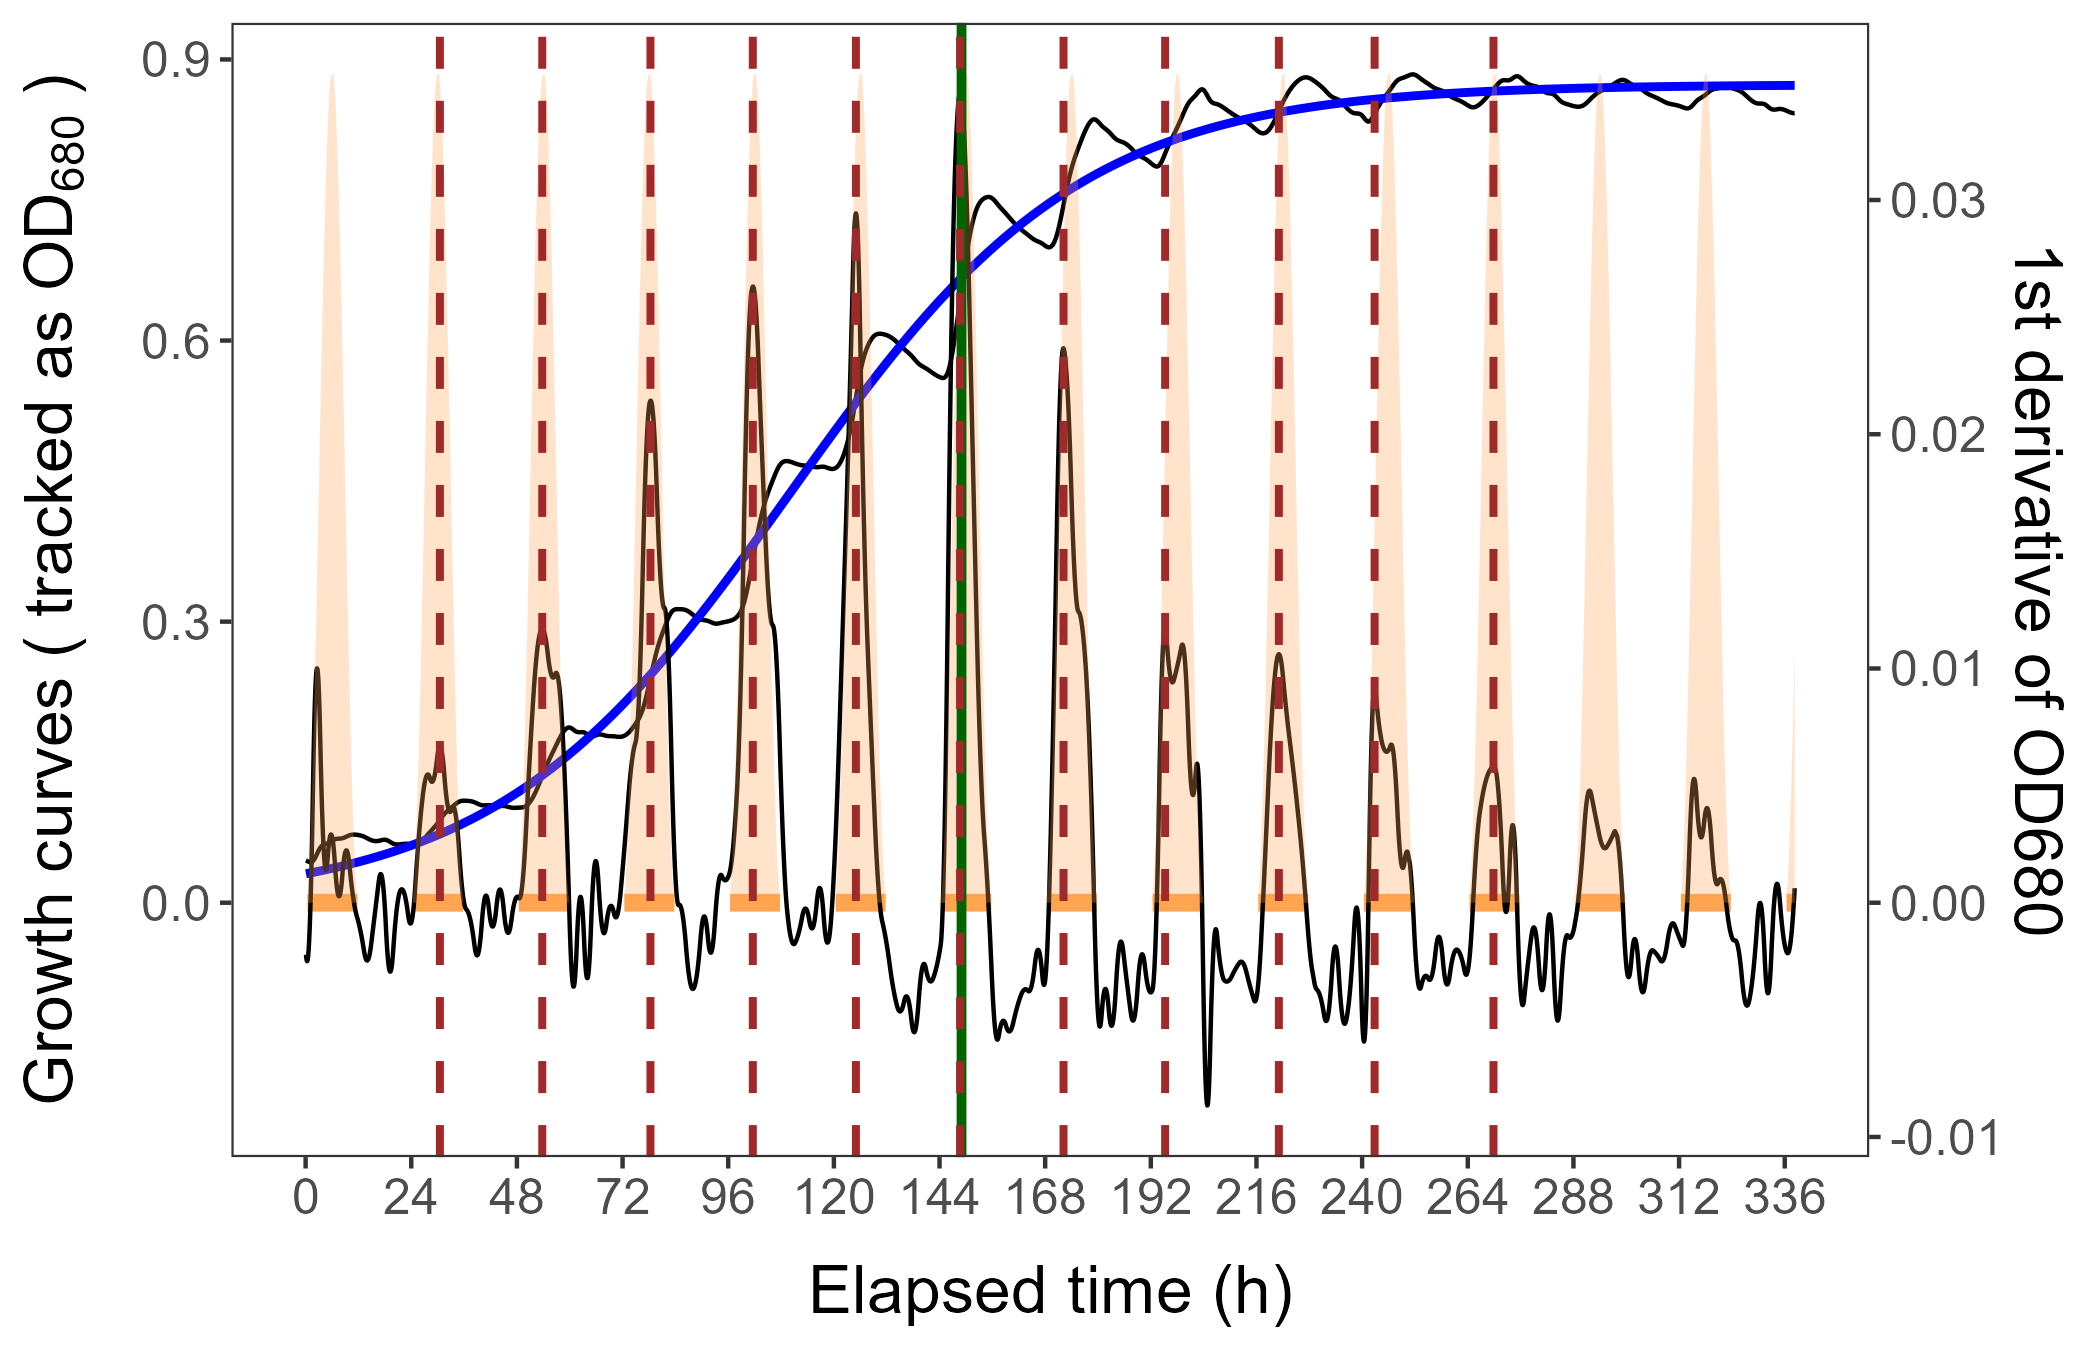 Growth curves ( tracked as OD680 )
0.9
0.6
0.3
0.0
0.03
0.02
0.01
0.00
-0.01
1st derivative of OD680
0 24 48 72 96 120 144 168 192 216 240 264 288 312 336
Elapsed time (h)